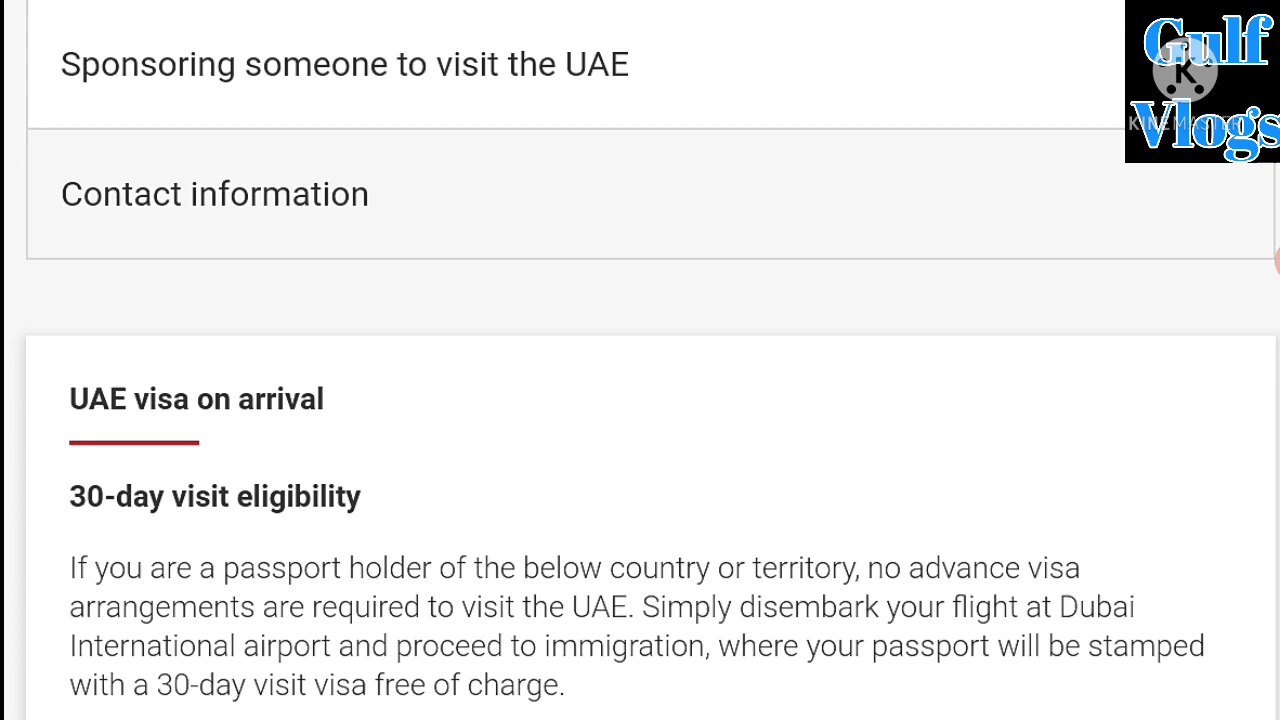 Sponsoring someone to visit the UAE
Gulf
K
KINEMASTER
Vlogs
Contact information
UAE visa on arrival
30-day visit eligibility
If you are a passport holder of the below country or territory, no advance visa
arrangements are required to visit the UAE. Simply disembark your flight at Dubai
International airport and proceed to immigration, where your passport will be stamped
with a 30-day visit visa free of charge.